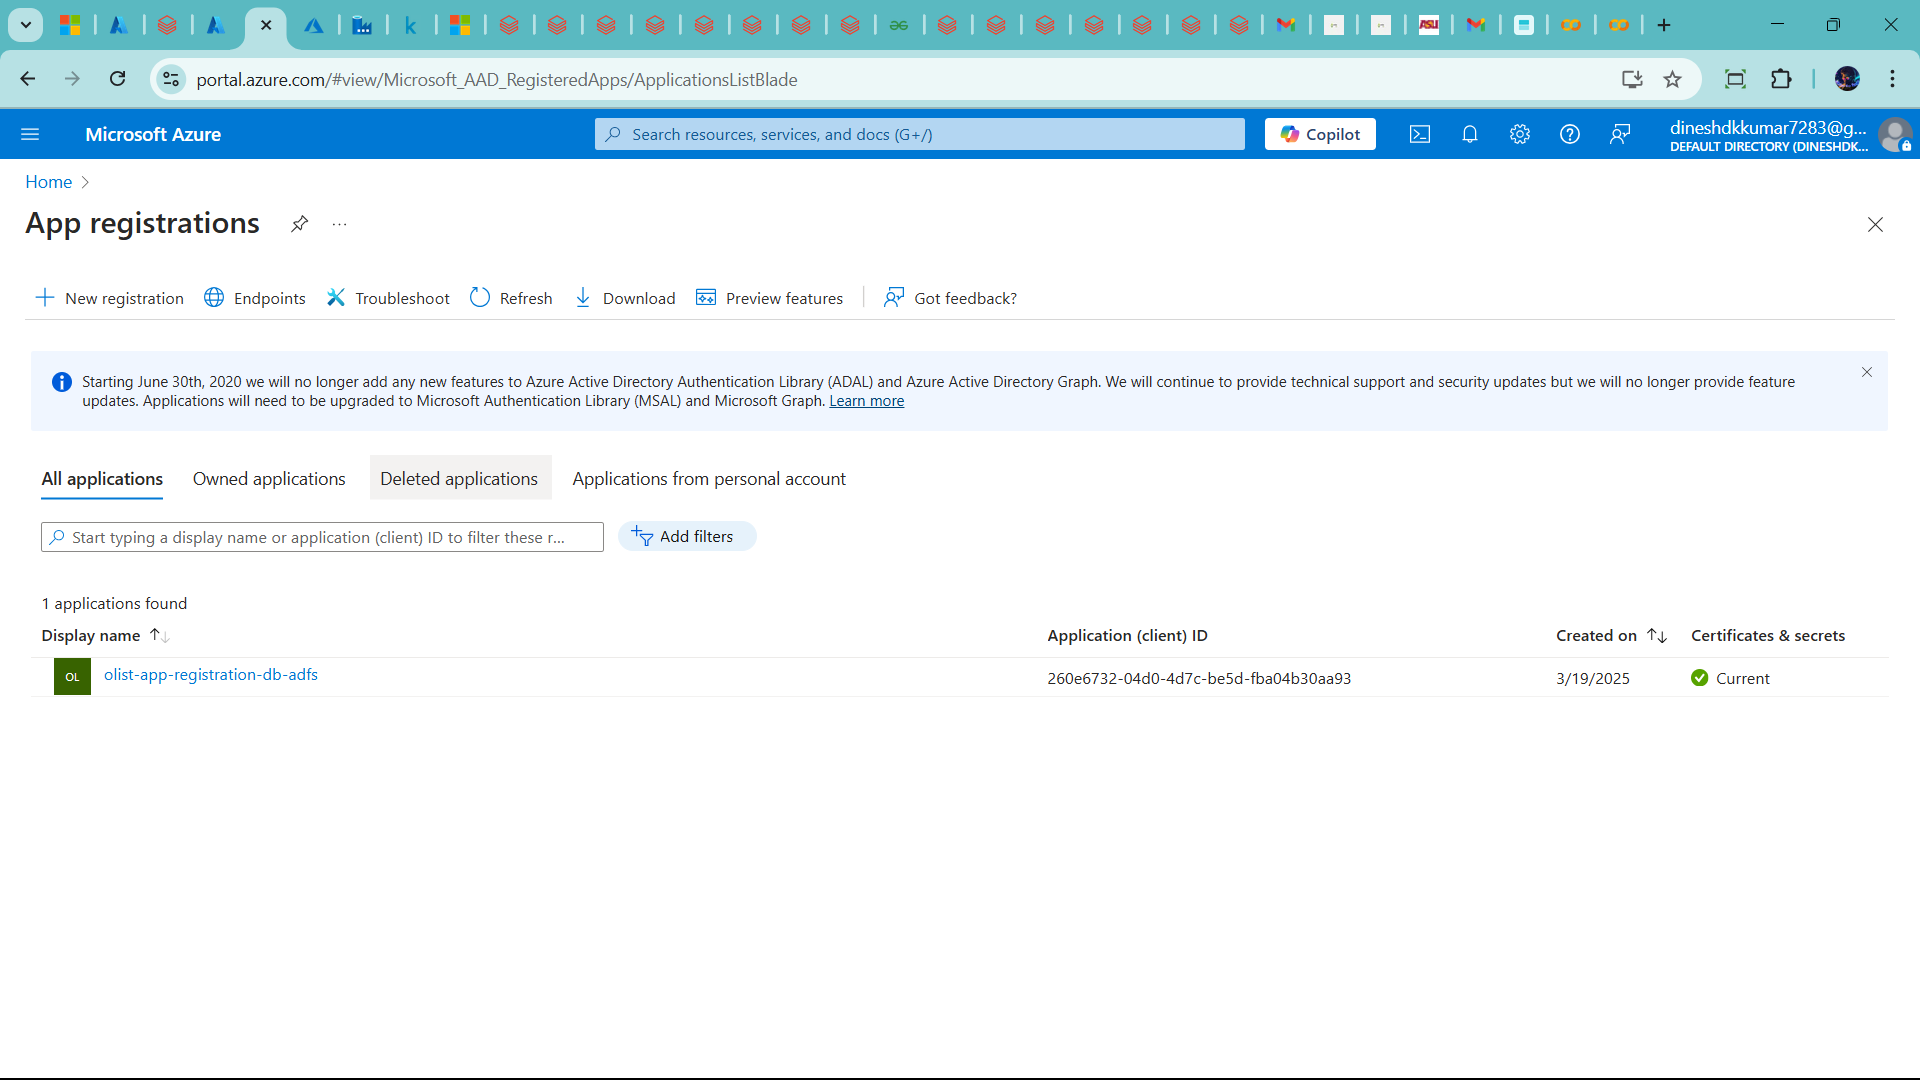 portal.azure.com/#view/Microsoft_AAD_RegisteredApps/ApplicationsListBlade
Microsoft Azure
Search resources, services, and docs (G+/)
Copilot
dineshdkkumar7283@g...
DEFAULT DIRECTORY (DINESHDK...
Home
App registrations
New registration
Endpoints
Troubleshoot
Refresh
Download
Preview features
Got feedback?
Starting June 30th, 2020 we will no longer add any new features to Azure Active Directory Authentication Library (ADAL) and Azure Active Directory Graph. We will continue to provide technical support and security updates but we will no longer provide feature
updates. Applications will need to be upgraded to Microsoft Authentication Library (MSAL) and Microsoft Graph. Learn more
All applications
Owned applications
Deleted applications
Applications from personal account
Start typing a display name or application (client) ID to filter these r...
Add filters
1 applications found
Display name
Application (client) ID
Created on
Certificates & secrets
OL
olist-app-registration-db-adfs
260e6732-04d0-4d7c-be5d-fba04b30aa93
3/19/2025
Current